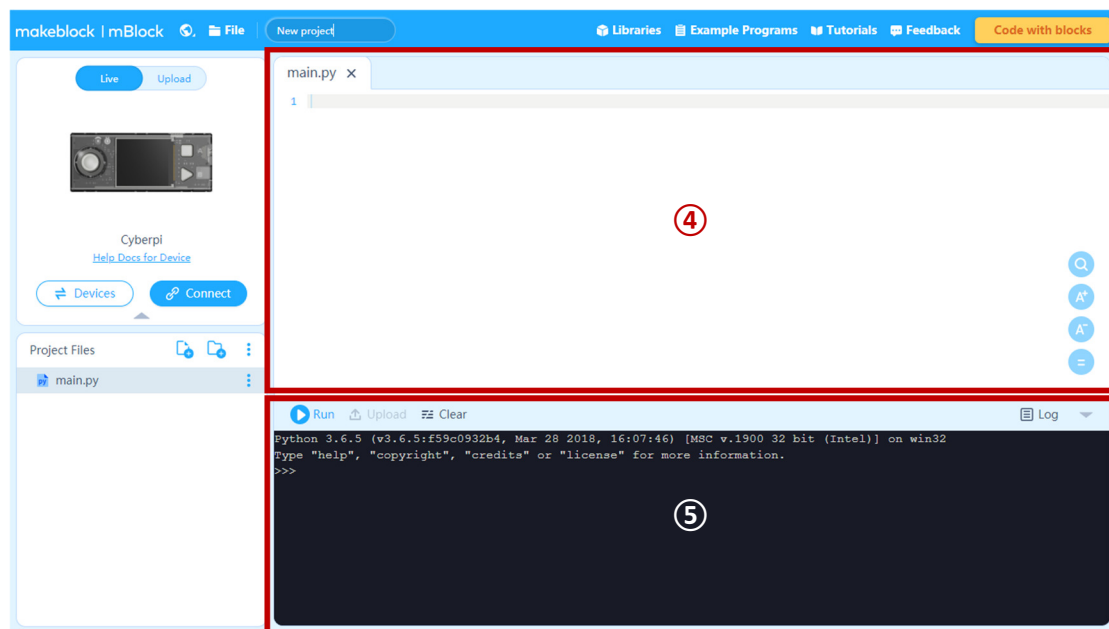 makeblock | mBlock File New project Libraries Example Programs Tutorials Feedback Code with blocks
Live Upload
Cyberpi
Help Docs for Device
Devices Connect
Project Files
main.py
main.py ×
1
④
A+
A-
=
Run Upload Clear Log
Python 3.6.5 (v3.6.5:f59c0932b4, Mar 28 2018, 16:07:46) [MSC v.1900 32 bit (Intel)] on win32
Type "help", "copyright", "credits" or "license" for more information.
>>>
⑤